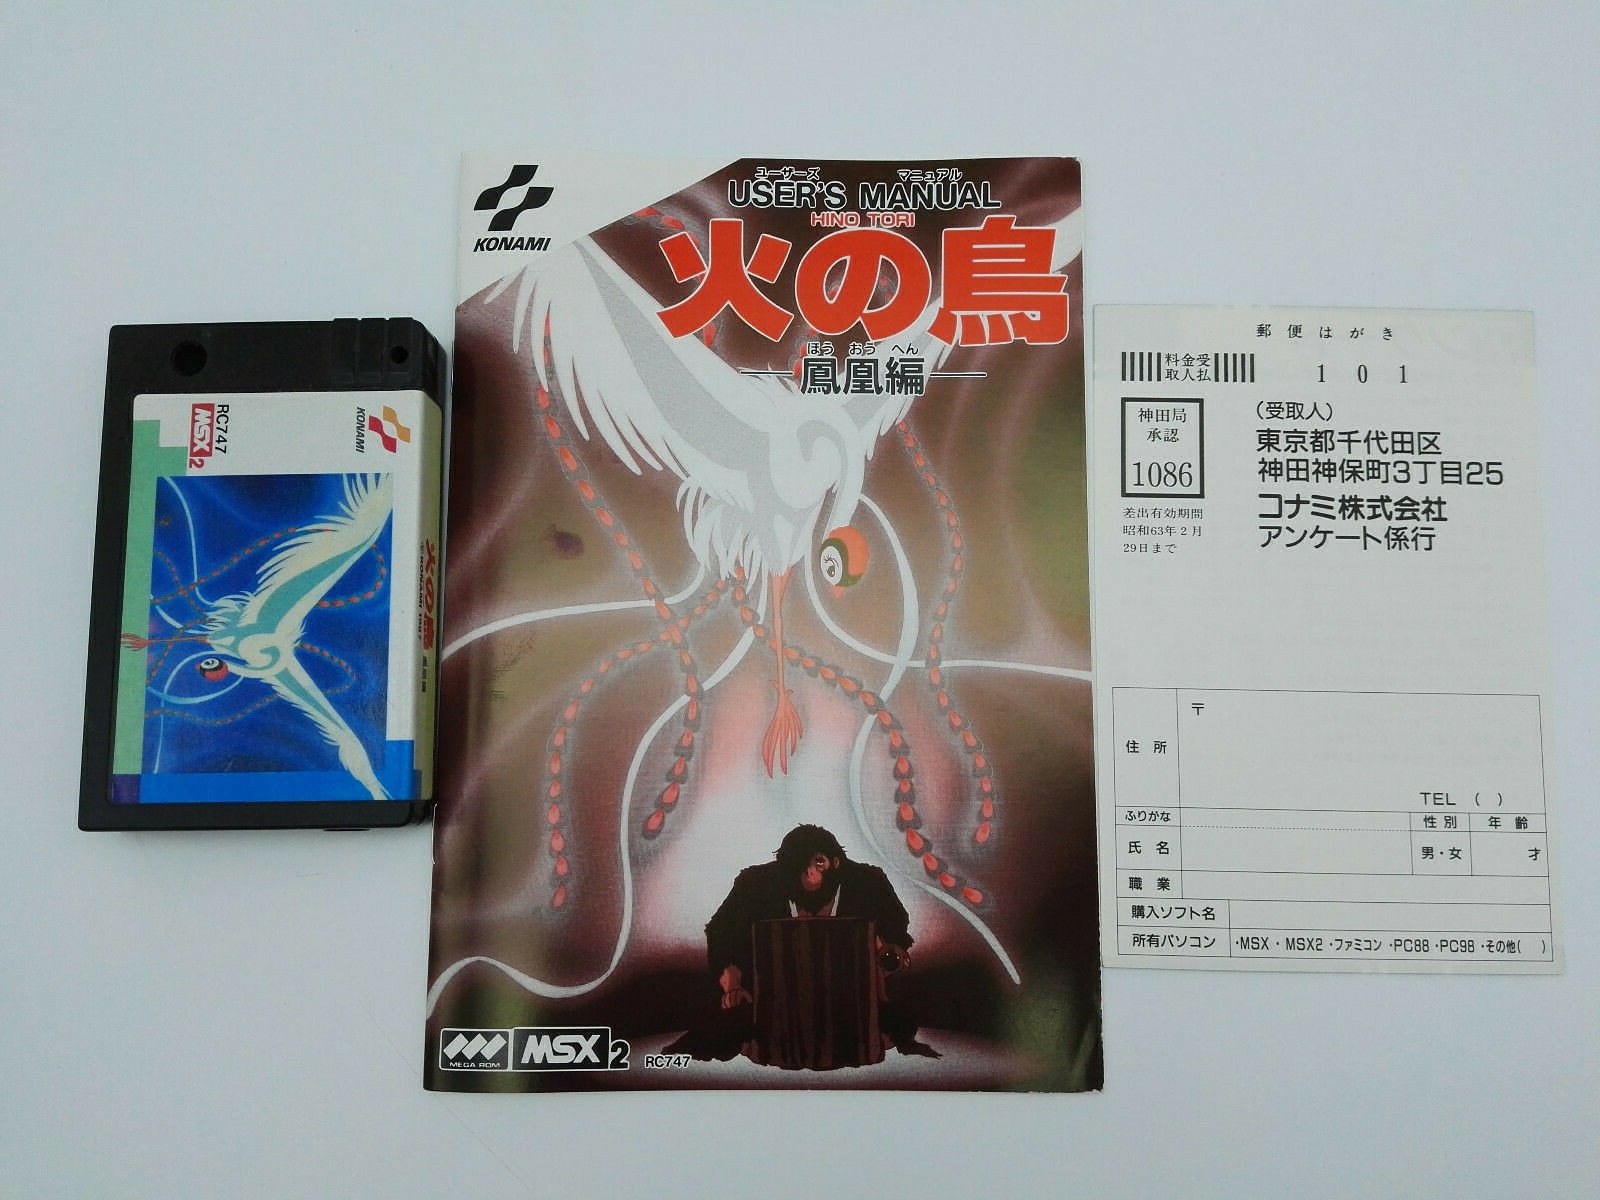 RC747
MSX2
KONAMI
火の鳥
鳳凰編
© KONAMI 1987
KONAMI
ユーザーズ マニュアル
USER'S MANUAL
HINO TORI
火の鳥
ほう おう へん
鳳凰編
MEGA ROM
MSX2
RC747
郵便はがき
料金受
取人払
101
神田局
承認
1086
差出有効期間
昭和63年2月
29日まで
(受取人)
東京都千代田区
神田神保町3丁目25
コナミ株式会社
アンケート係行
住所
〒
TEL ( )
ふりがな
性別
年齢
氏名
男・女
才
職業
購入ソフト名
所有パソコン
・MSX ・MSX2 ・ファミコン ・PC88 ・PC98 ・その他( )